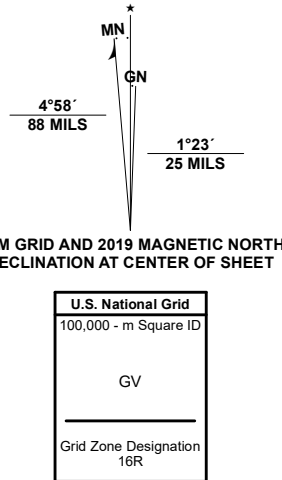 ★
MN
GN
4°58´
88 MILS
1°23´
25 MILS
M GRID AND 2019 MAGNETIC NORTH
ECLINATION AT CENTER OF SHEET
U.S. National Grid
100,000 - m Square ID
GV
Grid Zone Designation
16R